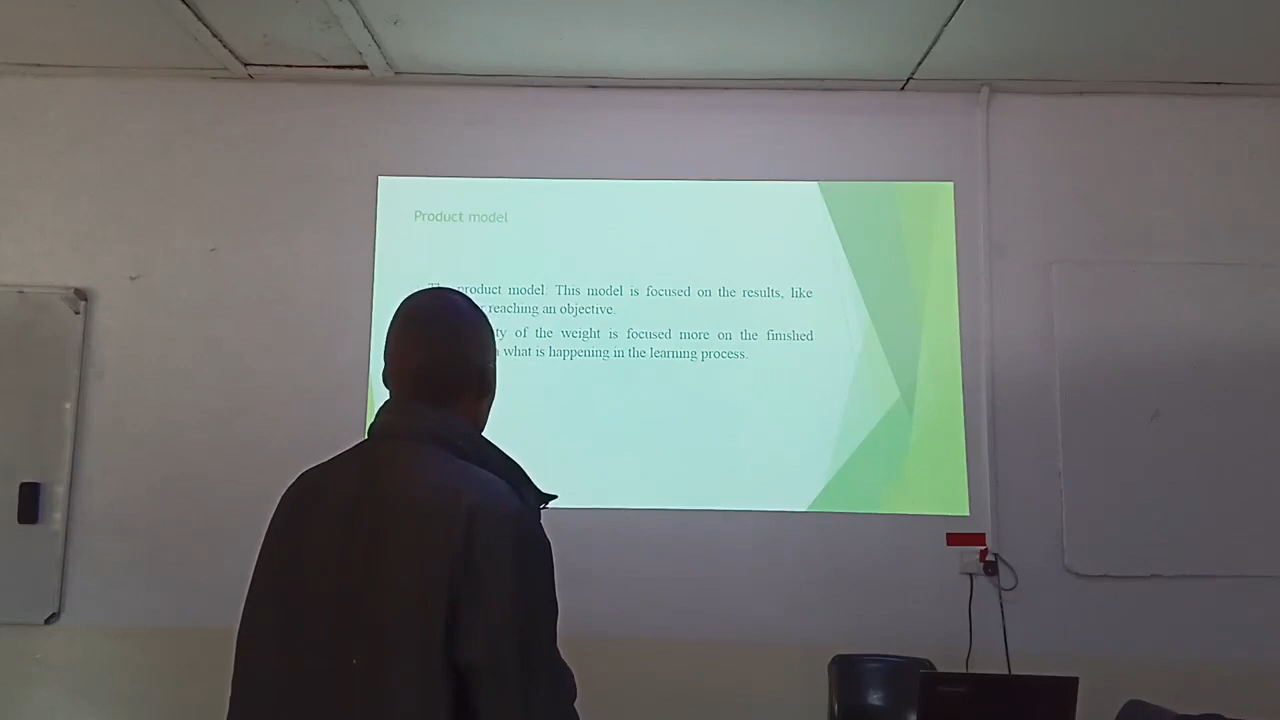 Product model
product model: This model is focused on the results, like
reaching an objective.
of the weight is focused more on the finished
what is happening in the learning process.